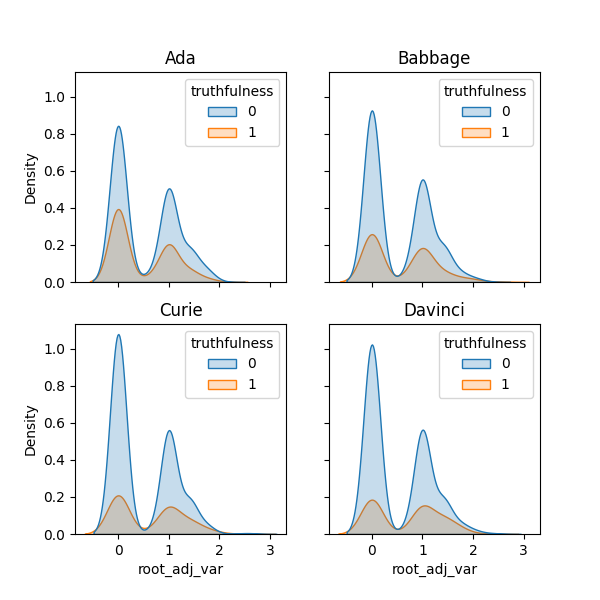 Ada
Babbage
truthfulness
0
1
truthfulness
0
1
1.0
0.8
0.6
0.4
0.2
0.0
Density
Curie
Davinci
truthfulness
0
1
truthfulness
0
1
1.0
0.8
0.6
0.4
0.2
0.0
Density
0 1 2 3
0 1 2 3
root_adj_var
root_adj_var